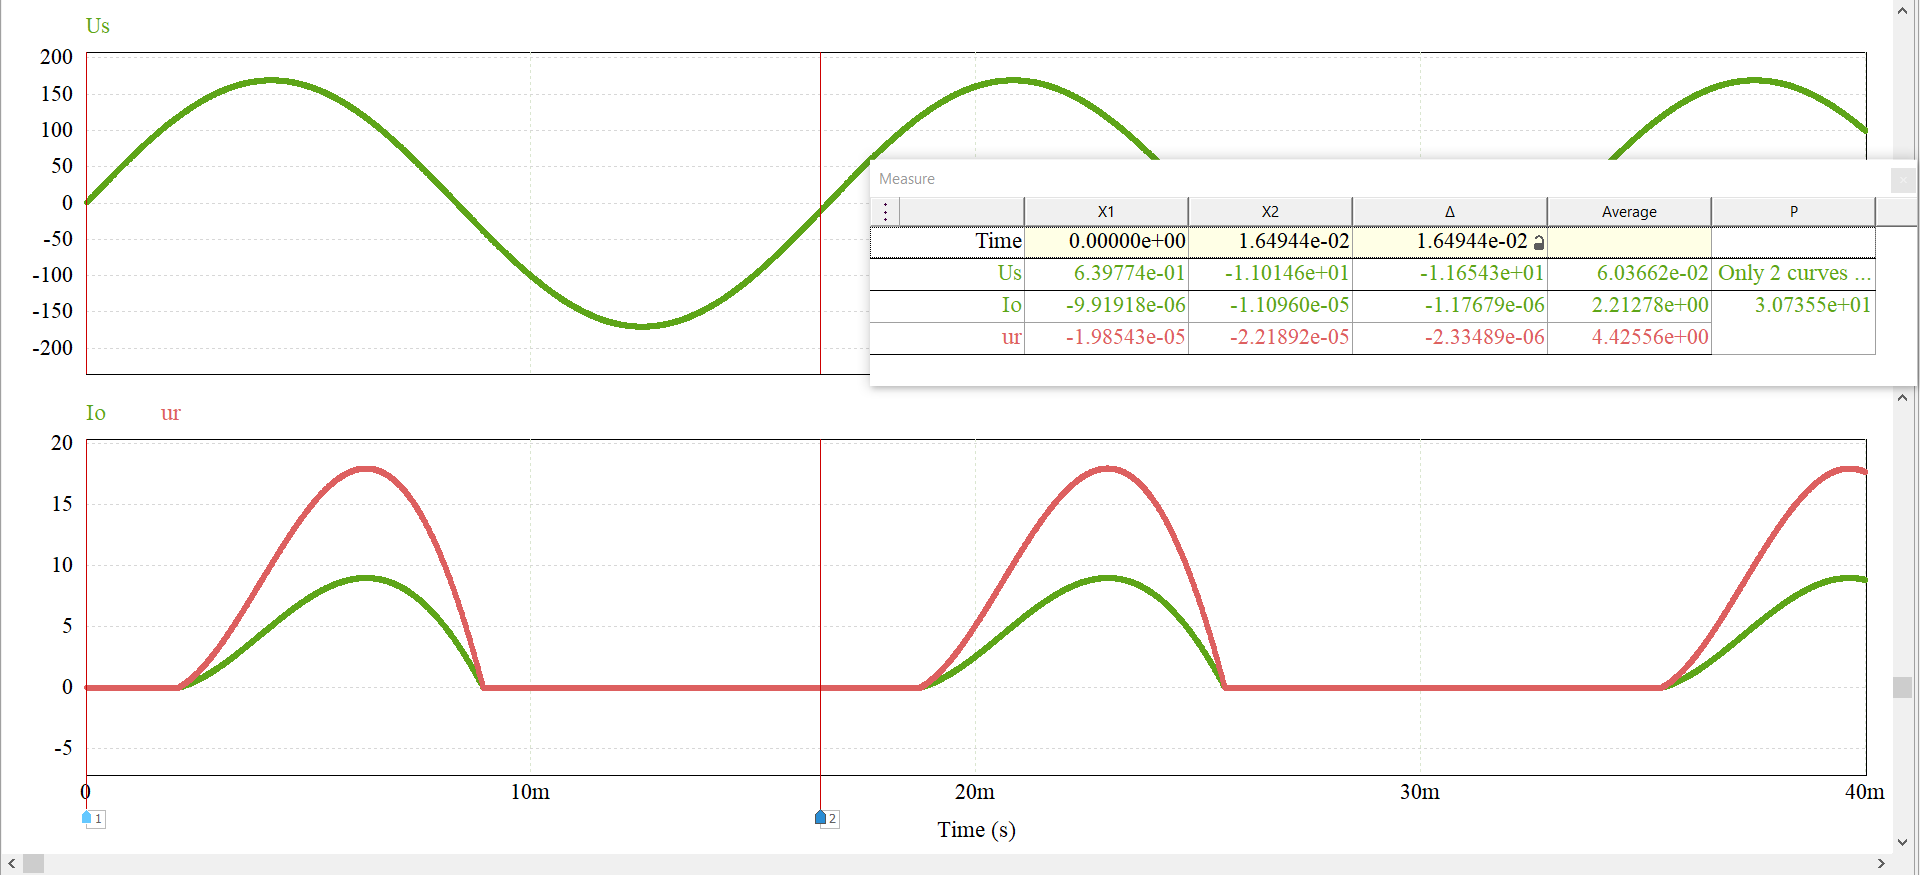 Us
200
150
100
50
0
-50
-100
-150
-200
Measure
X1 X2 Δ Average P
Time 0.00000e+00 1.64944e-02 1.64944e-02
Us 6.39774e-01 -1.10146e+01 -1.16543e+01 6.03662e-02 Only 2 curves ...
Io -9.91918e-06 -1.10960e-05 -1.17679e-06 2.21278e+00 3.07355e+01
ur -1.98543e-05 -2.21892e-05 -2.33489e-06 4.42556e+00
Io ur
20
15
10
5
0
-5
0 10m 20m 30m 40m
1 2
Time (s)